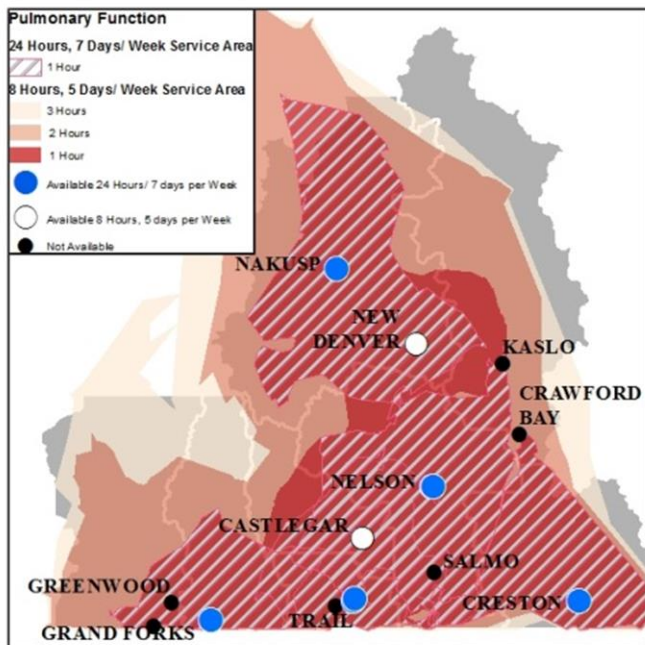 Pulmonary Function
24 Hours, 7 Days/ Week Service Area
1 Hour
8 Hours, 5 Days/ Week Service Area
3 Hours
2 Hours
1 Hour
Available 24 Hours/ 7 days per Week
Available 8 Hours, 5 days per Week
Not Available
NAKUSP
NEW
DENVER
KASLO
CRAWFORD
BAY
NELSON
CASTLEGAR
SALMO
GREENWOOD
TRAIL
CRESTON
GRAND FORKS